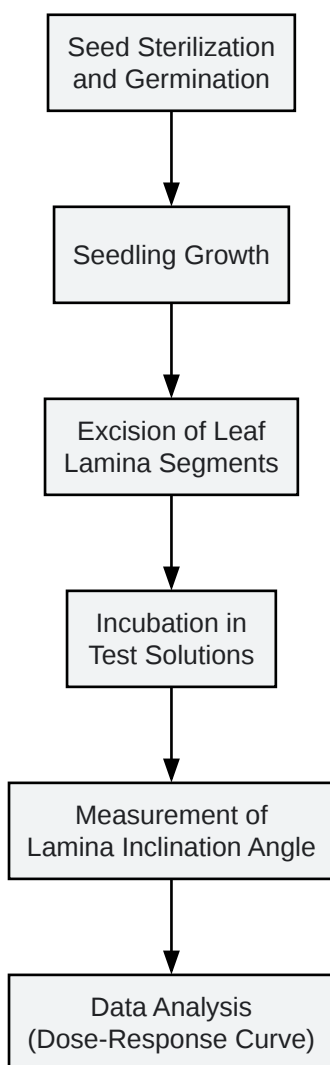 Seed Sterilization
and Germination
Seedling Growth
Excision of Leaf
Lamina Segments
Incubation in
Test Solutions
Measurement of
Lamina Inclination Angle
Data Analysis
(Dose-Response Curve)